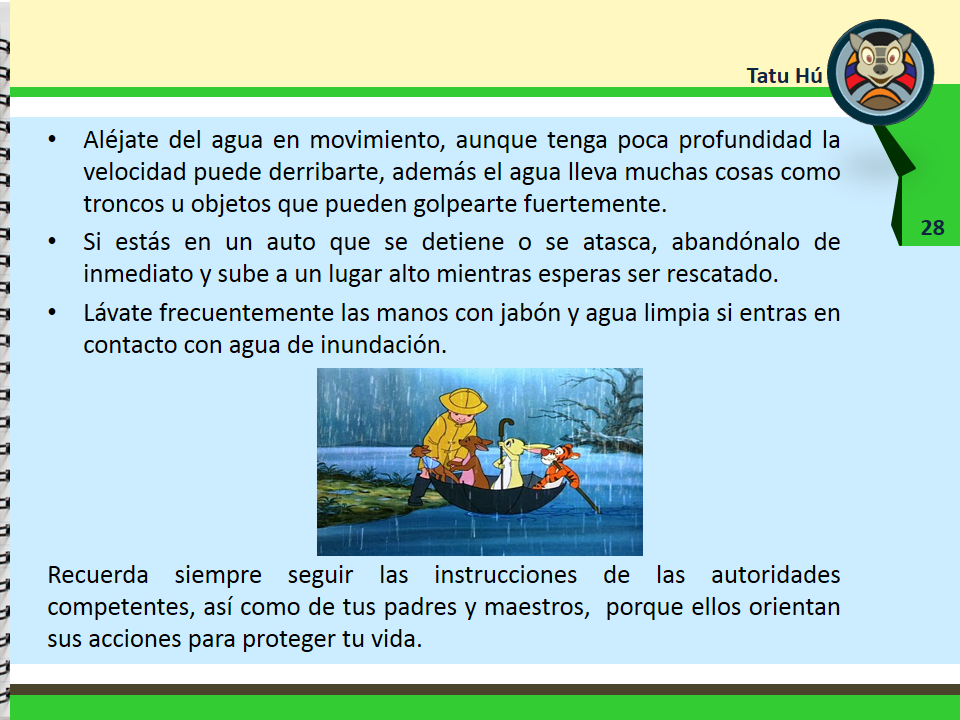 Tatu Hú
• Aléjate del agua en movimiento, aunque tenga poca profundidad la
velocidad puede derribarte, además el agua lleva muchas cosas como
troncos u objetos que pueden golpearte fuertemente.
• Si estás en un auto que se detiene o se atasca, abandónalo de
inmediato y sube a un lugar alto mientras esperas ser rescatado.
• Lávate frecuentemente las manos con jabón y agua limpia si entras en
contacto con agua de inundación.
28
Recuerda siempre seguir las instrucciones de las autoridades
competentes, así como de tus padres y maestros, porque ellos orientan
sus acciones para proteger tu vida.